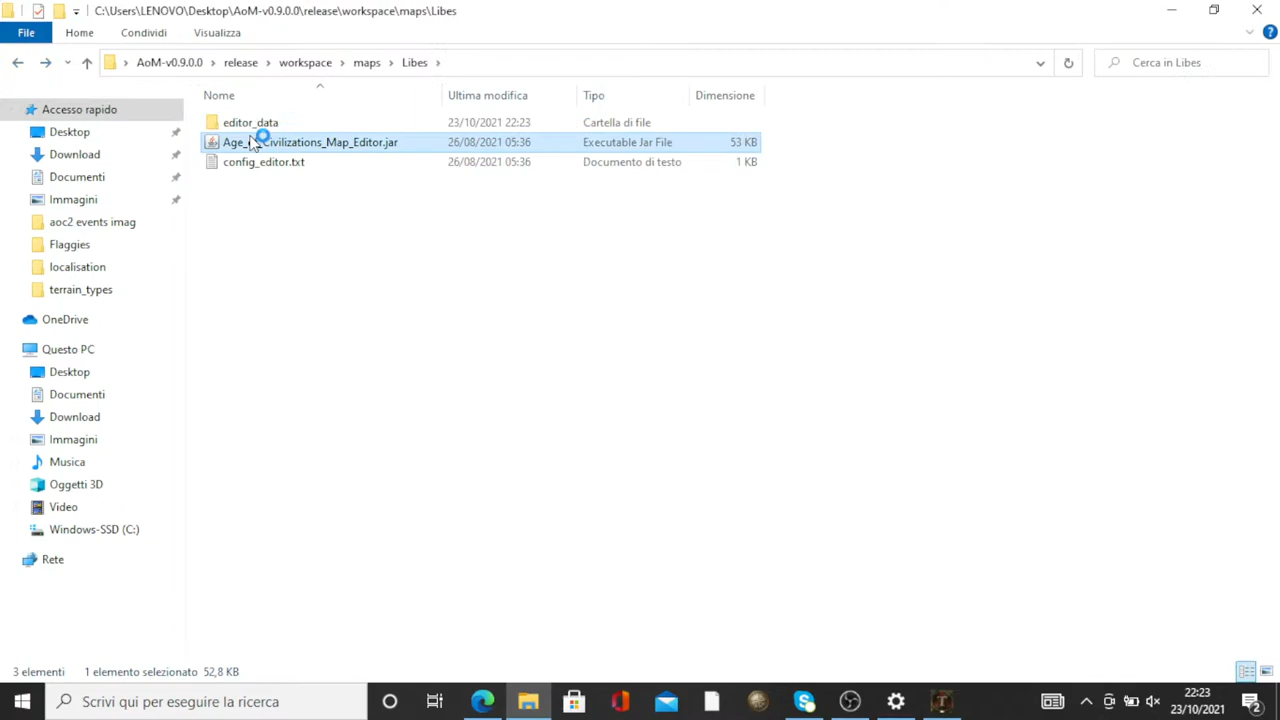 C:\Users\LENOVO\Desktop\AoM-v0.9.0.0\release\workspace\maps\Libes
File Home Condividi Visualizza
AoM-v0.9.0.0 release workspace maps Libes Cerca in Libes
Nome Ultima modifica Tipo Dimensione
Accesso rapido
editor_data 23/10/2021 22:23 Cartella di file
Desktop
Age_ Civilizations_Map_Editor.jar 26/08/2021 05:36 Executable Jar File 53 KB
Download
config_editor.txt 26/08/2021 05:36 Documento di testo 1 KB
Documenti
Immagini
aoc2 events imag
Flaggies
localisation
terrain_types
OneDrive
Questo PC
Desktop
Documenti
Download
Immagini
Musica
Oggetti 3D
Video
Windows-SSD (C:)
Rete
3 elementi 1 elemento selezionato 52,8 KB
Scrivi qui per eseguire la ricerca
22:23
23/10/2021
2